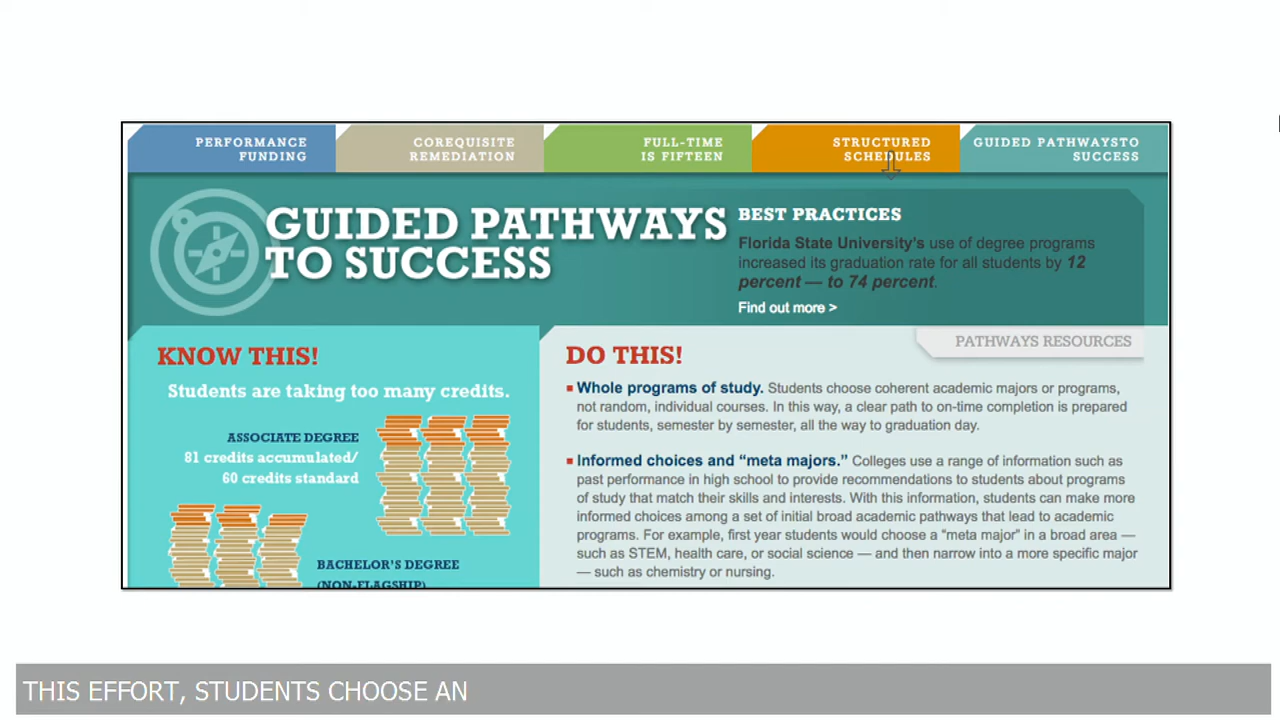 PERFORMANCE
FUNDING
COREQUISITE
REMEDIATION
FULL-TIME
IS FIFTEEN
STRUCTURED
SCHEDULES
GUIDED PATHWAYSTO
SUCCESS
GUIDED PATHWAYS
TO SUCCESS
BEST PRACTICES
Florida State University's use of degree programs
increased its graduation rate for all students by 12
percent — to 74 percent.
Find out more >
KNOW THIS!
Students are taking too many credits.
ASSOCIATE DEGREE
81 credits accumulated/
60 credits standard
BACHELOR'S DEGREE
(NON-FLAGSHIP)
DO THIS!
PATHWAYS RESOURCES
Whole programs of study. Students choose coherent academic majors or programs,
not random, individual courses. In this way, a clear path to on-time completion is prepared
for students, semester by semester, all the way to graduation day.
Informed choices and “meta majors.” Colleges use a range of information such as
past performance in high school to provide recommendations to students about programs
of study that match their skills and interests. With this information, students can make more
informed choices among a set of initial broad academic pathways that lead to academic
programs. For example, first year students would choose a “meta major” in a broad area —
such as STEM, health care, or social science — and then narrow into a more specific major
— such as chemistry or nursing.
THIS EFFORT, STUDENTS CHOOSE AN